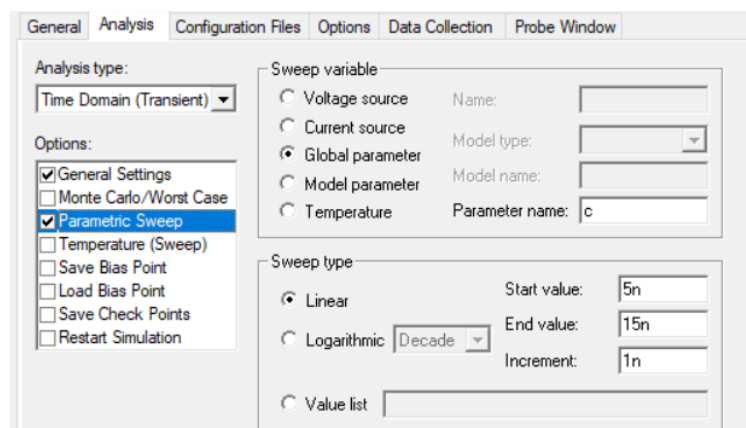 General Analysis Configuration Files Options Data Collection Probe Window
Analysis type:
Time Domain (Transient)
Options:
General Settings
Monte Carlo/Worst Case
Parametric Sweep
Temperature (Sweep)
Save Bias Point
Load Bias Point
Save Check Points
Restart Simulation
Sweep variable
Voltage source Name:
Current source
Model type:
Global parameter
Model name:
Model parameter
Temperature Parameter name: c
Sweep type
Start value: 5n
Linear
End value: 15n
Logarithmic Decade
Increment: 1n
Value list